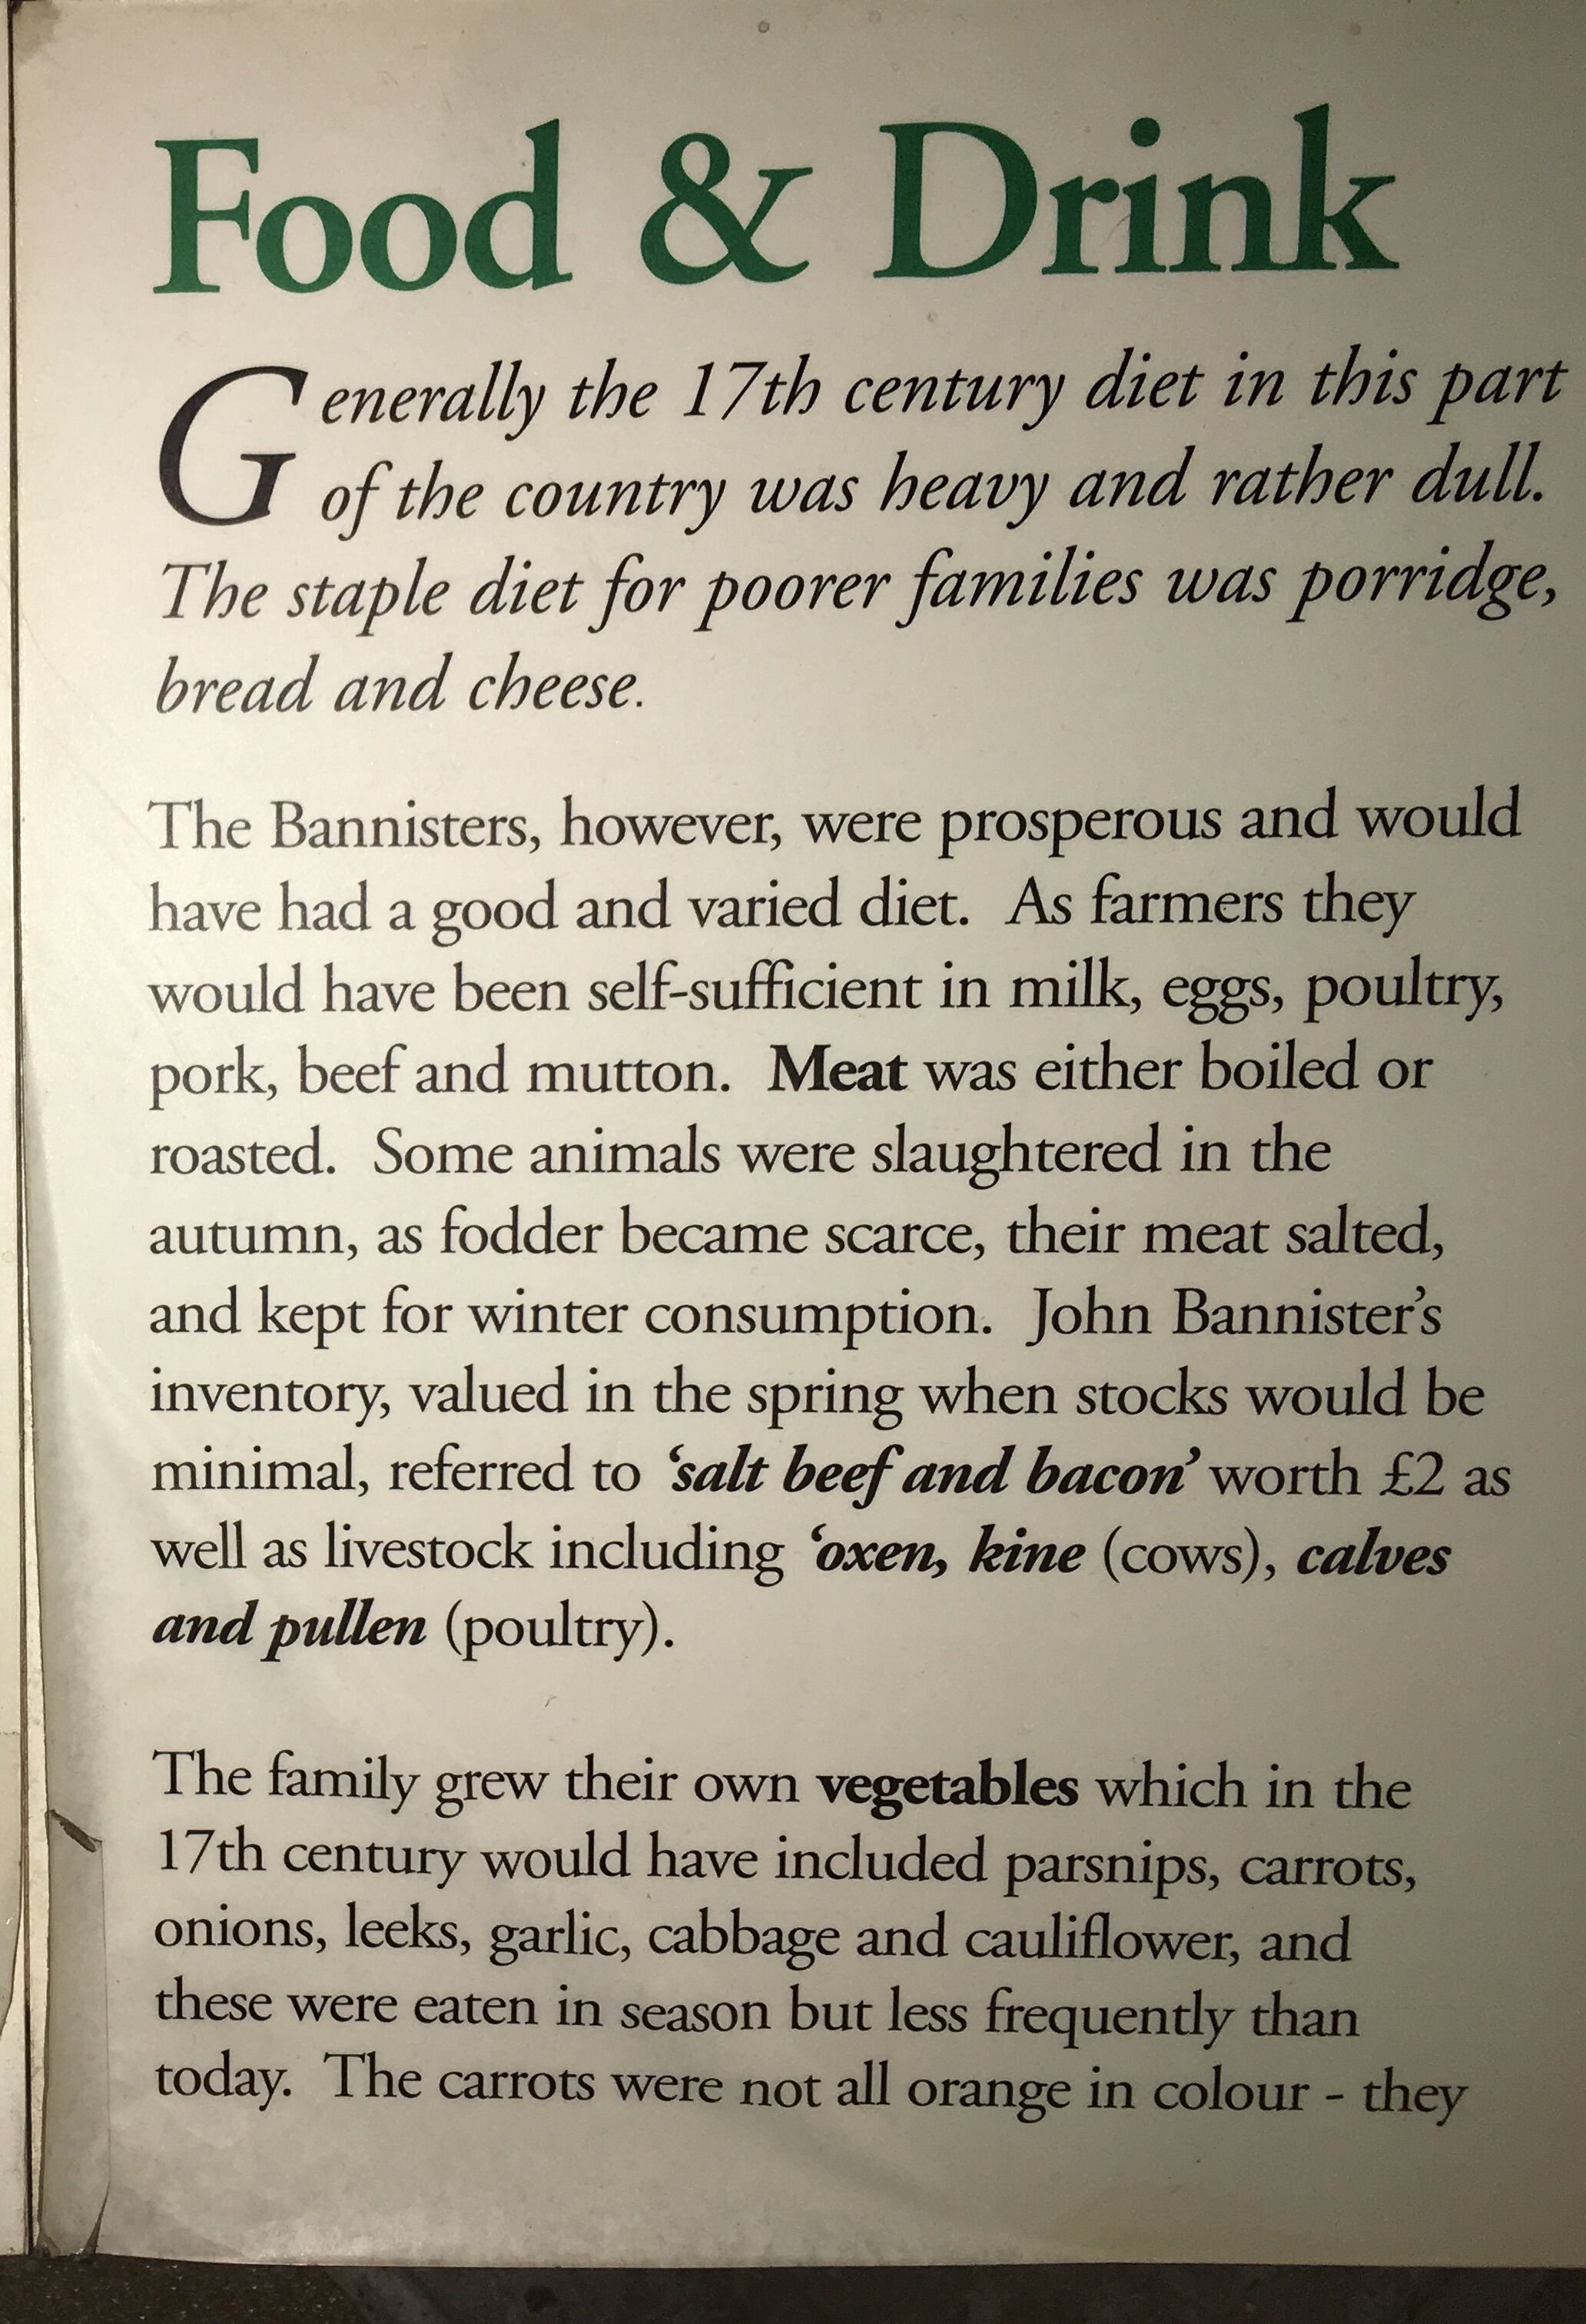 Food & Drink
Generally the 17th century diet in this part
of the country was heavy and rather dull.
The staple diet for poorer families was porridge,
bread and cheese.
The Bannisters, however, were prosperous and would
have had a good and varied diet.  As farmers they
would have been self-sufficient in milk, eggs, poultry,
pork, beef and mutton.  Meat was either boiled or
roasted.  Some animals were slaughtered in the
autumn, as fodder became scarce, their meat salted,
and kept for winter consumption.  John Bannister’s
inventory, valued in the spring when stocks would be
minimal, referred to ‘salt beef and bacon’ worth £2 as
well as livestock including ‘oxen, kine (cows), calves
and pullen (poultry).
The family grew their own vegetables which in the
17th century would have included parsnips, carrots,
onions, leeks, garlic, cabbage and cauliflower, and
these were eaten in season but less frequently than
today.  The carrots were not all orange in colour - they